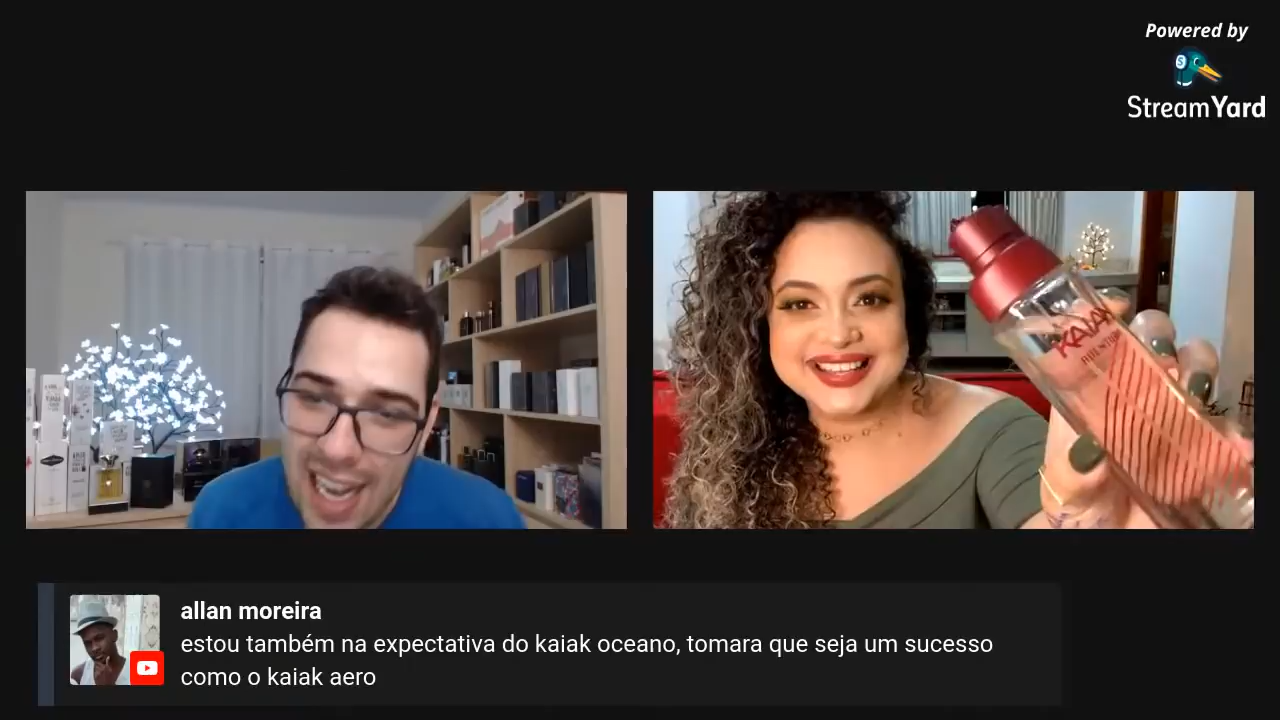 Powered by
StreamYard
KAIAK
allan moreira
estou também na expectativa do kaiak oceano, tomara que seja um sucesso
como o kaiak aero